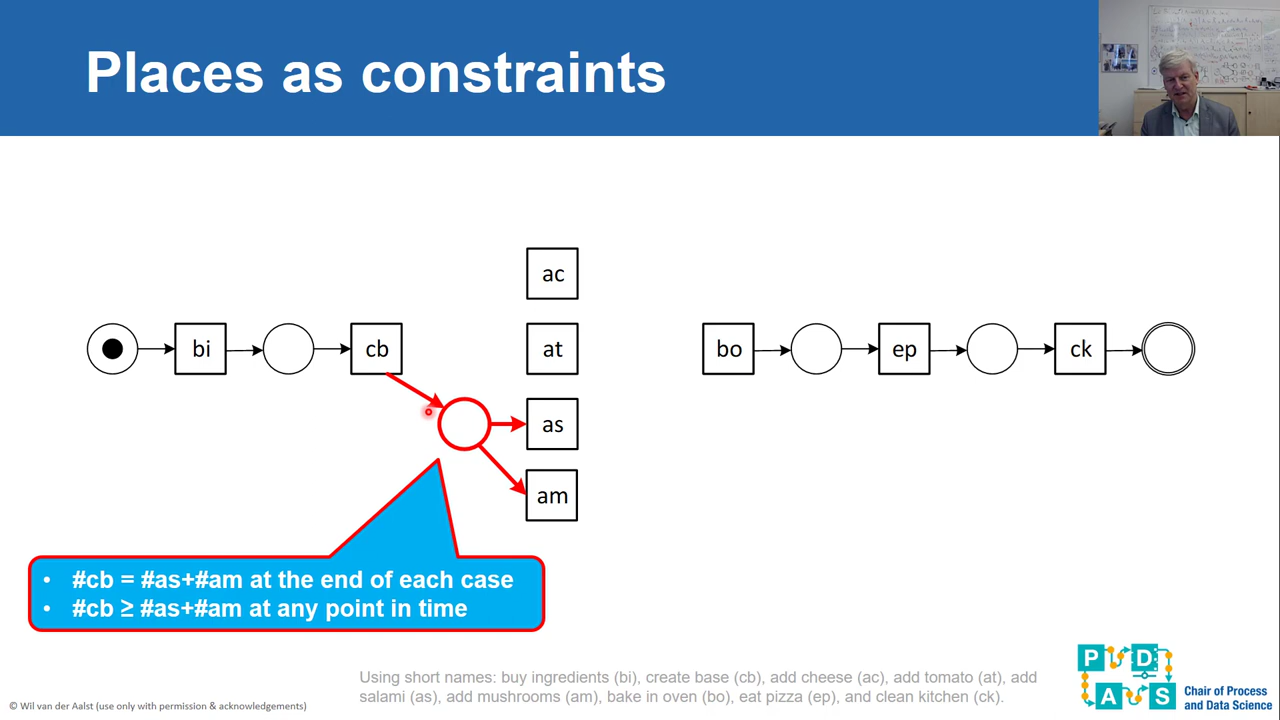 Places as constraints
ac
bi
cb
at
bo
ep
ck
as
am
• #cb = #as+#am at the end of each case
• #cb ≥ #as+#am at any point in time
Using short names: buy ingredients (bi), create base (cb), add cheese (ac), add tomato (at), add
salami (as), add mushrooms (am), bake in oven (bo), eat pizza (ep), and clean kitchen (ck).
© Wil van der Aalst (use only with permission & acknowledgements)
P D
A S
Chair of Process
and Data Science